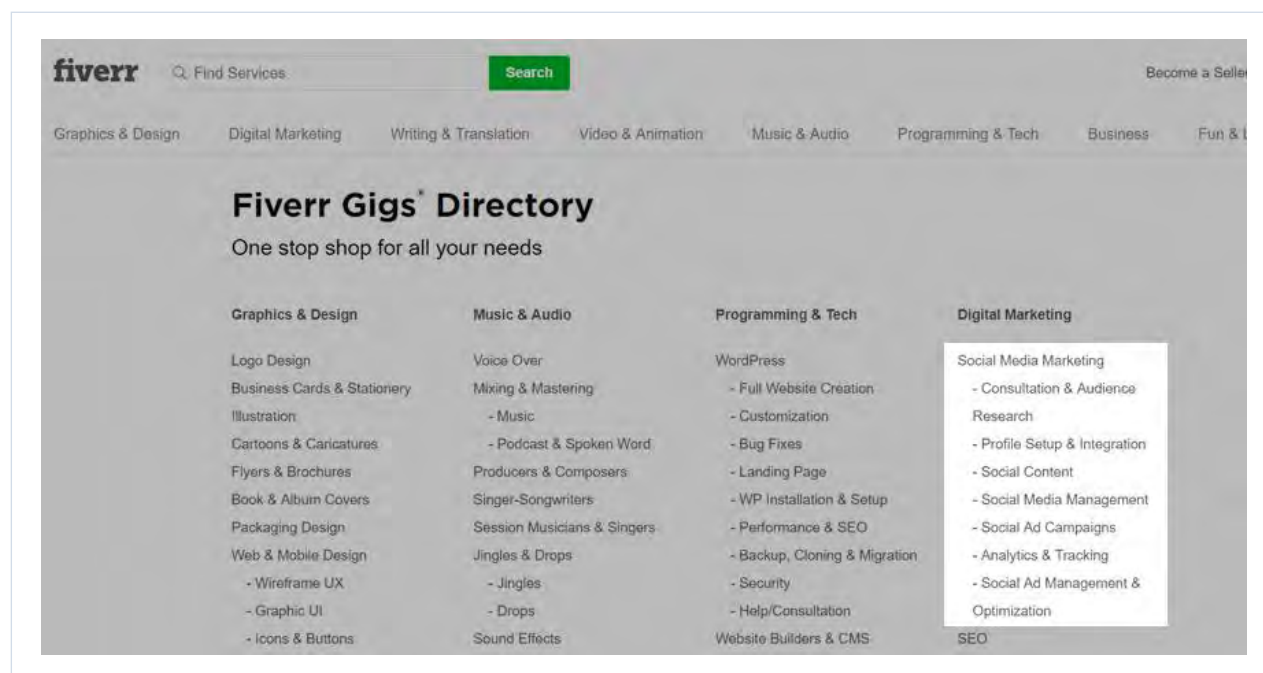 fiverr
Find Services
Search
Become a Selle
Graphics & Design
Digital Marketing
Writing & Translation
Video & Animation
Music & Audio
Programming & Tech
Business
Fun & L
Fiverr Gigs® Directory
One stop shop for all your needs
Graphics & Design
Logo Design
Business Cards & Stationery
Illustration
Cartoons & Caricatures
Flyers & Brochures
Book & Album Covers
Packaging Design
Web & Mobile Design
- Wireframe UX
- Graphic UI
- Icons & Buttons
Music & Audio
Voice Over
Mixing & Mastering
- Music
- Podcast & Spoken Word
Producers & Composers
Singer-Songwriters
Session Musicians & Singers
Jingles & Drops
- Jingles
- Drops
Sound Effects
Programming & Tech
WordPress
- Full Website Creation
- Customization
- Bug Fixes
- Landing Page
- WP Installation & Setup
- Performance & SEO
- Backup, Cloning & Migration
- Security
- Help/Consultation
Website Builders & CMS
Digital Marketing
Social Media Marketing
- Consultation & Audience
Research
- Profile Setup & Integration
- Social Content
- Social Media Management
- Social Ad Campaigns
- Analytics & Tracking
- Social Ad Management &
Optimization
SEO